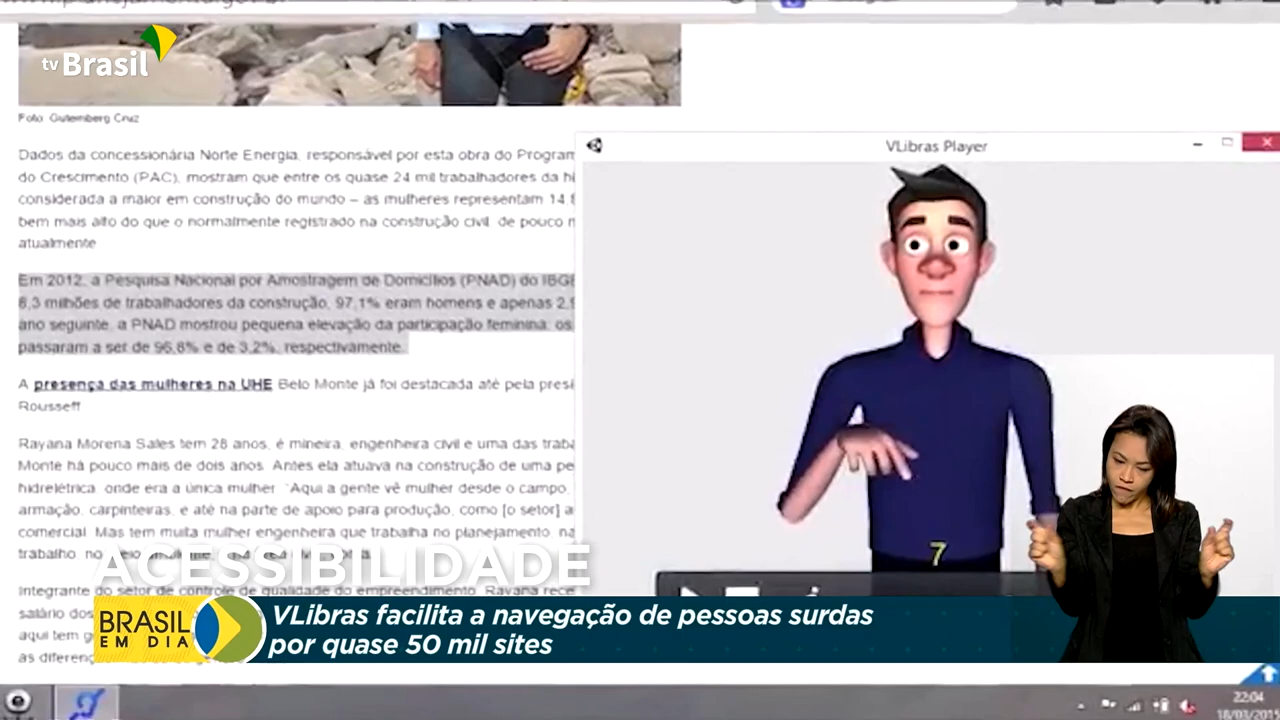 tv Brasil
Foto: Gutemberg Cruz
VLibras Player
Dados da concessionária Norte Energia, responsável por esta obra do Program
do Crescimento (PAC), mostram que entre os quase 24 mil trabalhadores da hi
considerada a maior em construção do mundo – as mulheres representam 14
bem mais alto do que o normalmente registrado na construção civil, de pouco
atualmente
Em 2012, a Pesquisa Nacional por Amostragem de Domicílios (PNAD) do IBGE
6,3 milhões de trabalhadores da construção, 97,1% eram homens e apenas 2,9
ano seguinte, a PNAD mostrou pequena elevação da participação feminina: os
passaram a ser de 96,8% e de 3,2%, respectivamente.
A presença das mulheres na UHE Belo Monte já foi destacada até pela presi
Rousseff
Rayana Morena Sales tem 28 anos, é mineira, engenheira civil e uma das traba
Monte há pouco mais de dois anos. Antes ela atuava na construção de uma pe
hidrelétrica, onde era a única mulher. “Aqui a gente vê mulher desde o campo,
armação, carpinteiras, e até na parte de apoio para produção, como [o setor] a
comercial. Mas tem muita mulher engenheira que trabalha no planejamento, na
trabalho, no
7
ACESSIBILIDADE
Integrante do setor de controle de qualidade do empreendimento, Rayana rece
salário dos
aqui tem
as diferenç
BRASIL
EM DIA
VLibras facilita a navegação de pessoas surdas
por quase 50 mil sites
22:04